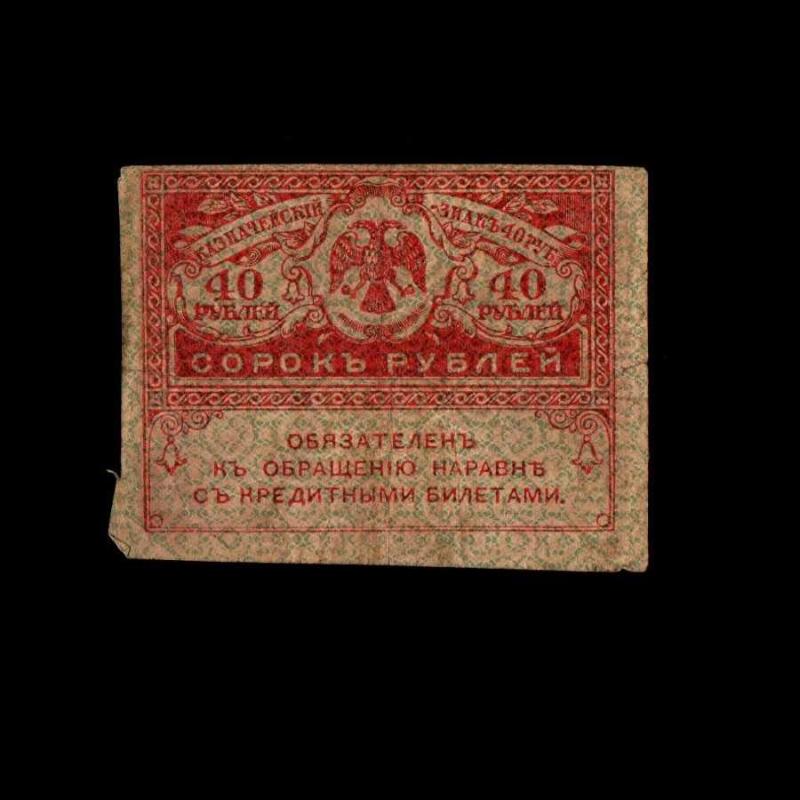 КАЗНАЧЕЙСКІЙ ЗНАКЪ 40 РУБ.
40 40
РУБЛЕЙ РУБЛЕЙ
СОРОКЪ РУБЛЕЙ
ОБЯЗАТЕЛЕНЪ
КЪ ОБРАЩЕНІЮ НАРАВНѢ
СЪ КРЕДИТНЫМИ БИЛЕТАМИ.